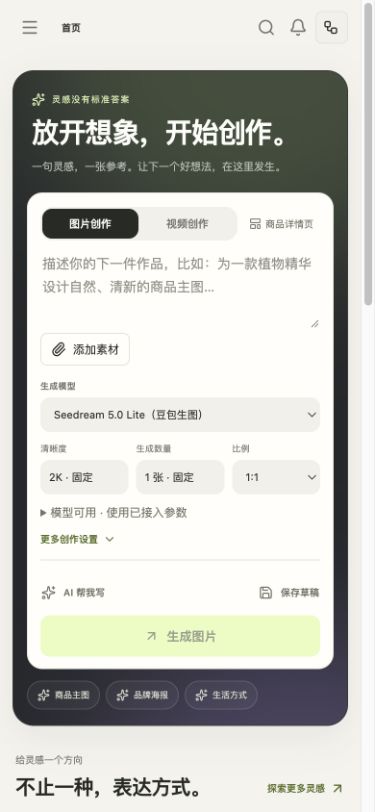 首页
灵感没有标准答案
放开想象，开始创作。
一句灵感，一张参考。让下一个好想法，在这里发生。
图片创作 视频创作 商品详情页
描述你的下一件作品，比如：为一款植物精华
设计自然、清新的商品主图...
添加素材
生成模型
Seedream 5.0 Lite（豆包生图）
清晰度 生成数量 比例
2K · 固定 1 张 · 固定 1:1
模型可用 · 使用已接入参数
更多创作设置
AI 帮我写 保存草稿
生成图片
商品主图 品牌海报 生活方式
给灵感一个方向
不止一种，表达方式。 探索更多灵感